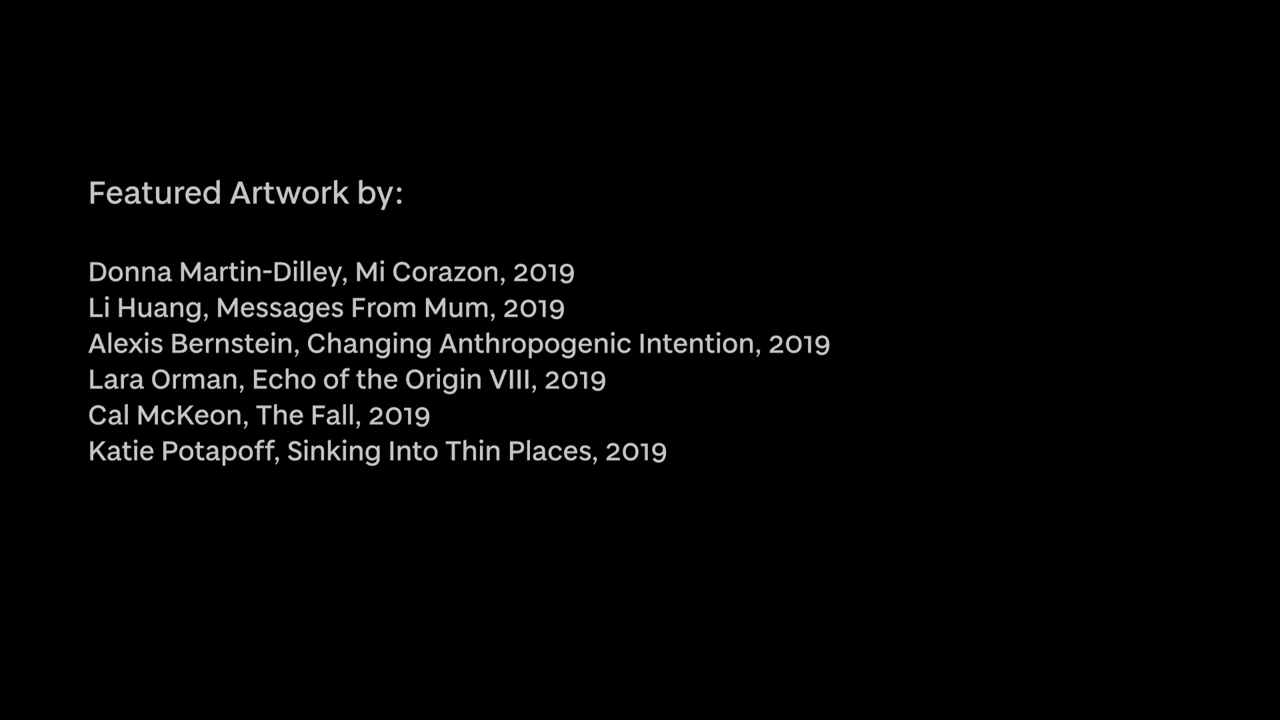 Featured Artwork by:
Donna Martin-Dilley, Mi Corazon, 2019
Li Huang, Messages From Mum, 2019
Alexis Bernstein, Changing Anthropogenic Intention, 2019
Lara Orman, Echo of the Origin VIII, 2019
Cal McKeon, The Fall, 2019
Katie Potapoff, Sinking Into Thin Places, 2019